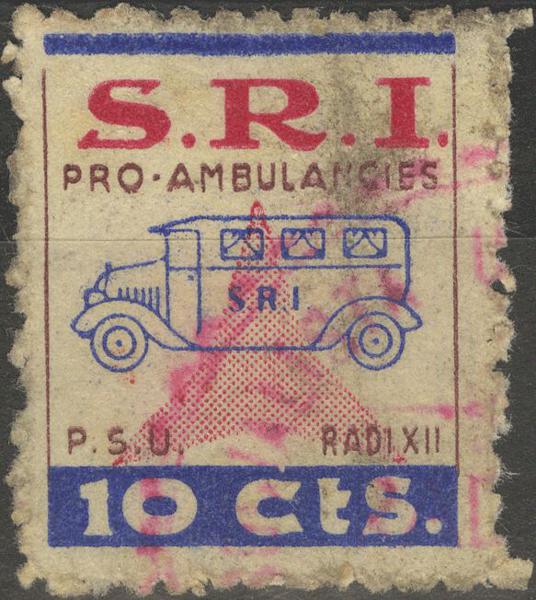 S.R.I.
PRO-AMBULANCIES
S.R.I.
P.S.U. RADI XII
10 CtS.